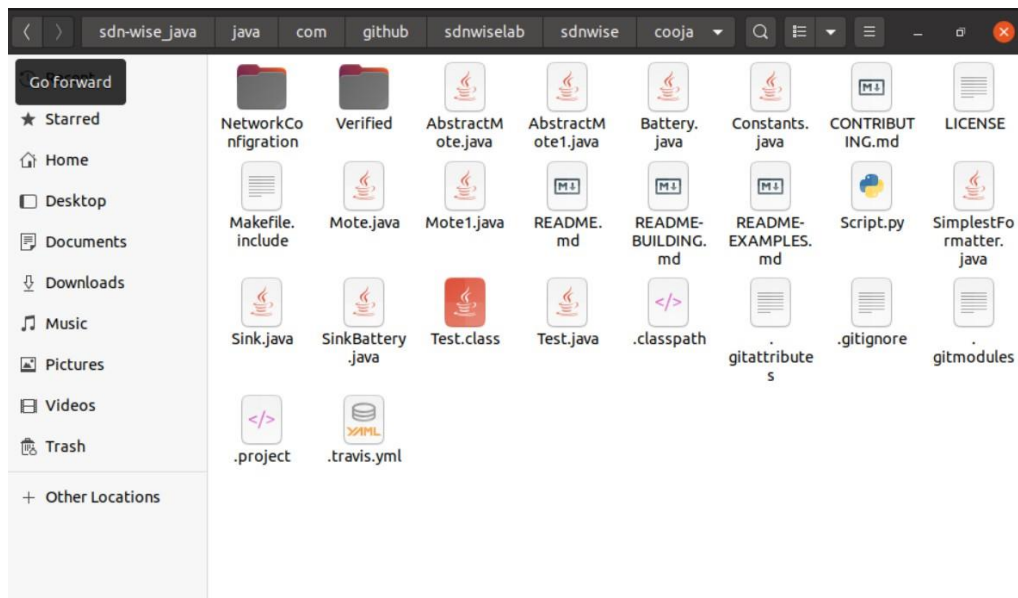 sdn-wise_java java com github sdnwiselab sdnwise cooja
Go forward
Starred
Home
Desktop
Documents
Downloads
Music
Pictures
Videos
Trash
+ Other Locations
NetworkCo
nfigration
Verified
AbstractM
ote.java
AbstractM
ote1.java
Battery.
java
Constants.
java
CONTRIBUT
ING.md
LICENSE
Makefile.
include
Mote.java
Mote1.java
README.
md
README-
BUILDING.
md
README-
EXAMPLES.
md
Script.py
SimplestFo
rmatter.
java
Sink.java
SinkBattery
.java
Test.class
Test.java
.classpath
.
gitattribute
s
.gitignore
.
gitmodules
.project
.travis.yml
YAML